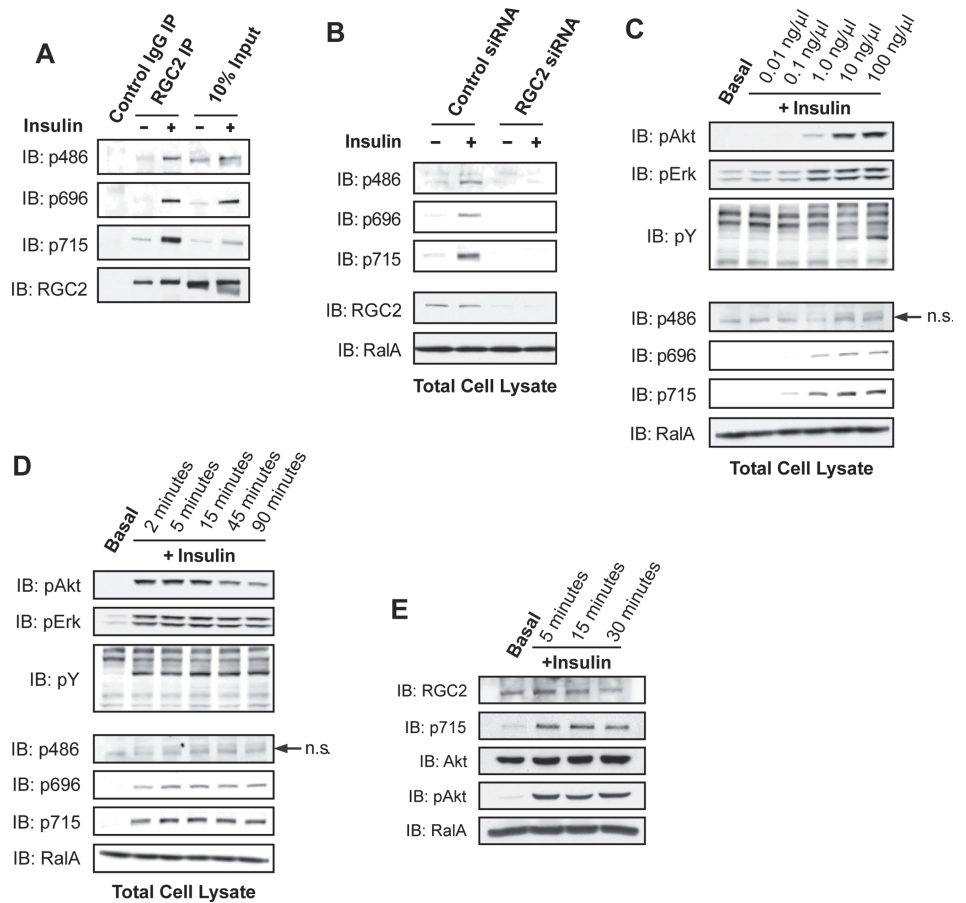 A
Control IgG IP
RGC2 IP
10% Input
Insulin – + – +
IB: p486
IB: p696
IB: p715
IB: RGC2
B
Control siRNA
RGC2 siRNA
Insulin – + – +
IB: p486
IB: p696
IB: p715
IB: RGC2
IB: RalA
Total Cell Lysate
C
Basal
0.01 ng/µl
0.1 ng/µl
1.0 ng/µl
10 ng/µl
100 ng/µl
+ Insulin
IB: pAkt
IB: pErk
IB: pY
IB: p486
n.s.
IB: p696
IB: p715
IB: RalA
Total Cell Lysate
D
Basal
2 minutes
5 minutes
15 minutes
45 minutes
90 minutes
+ Insulin
IB: pAkt
IB: pErk
IB: pY
IB: p486
n.s.
IB: p696
IB: p715
IB: RalA
Total Cell Lysate
E
Basal
5 minutes
15 minutes
30 minutes
+Insulin
IB: RGC2
IB: p715
IB: Akt
IB: pAkt
IB: RalA